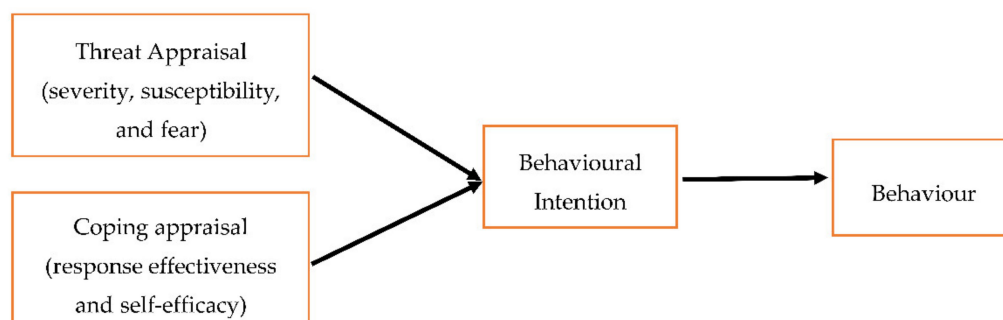 Threat Appraisal
(severity, susceptibility,
and fear)
Coping appraisal
(response effectiveness
and self-efficacy)
Behavioural
Intention
Behaviour